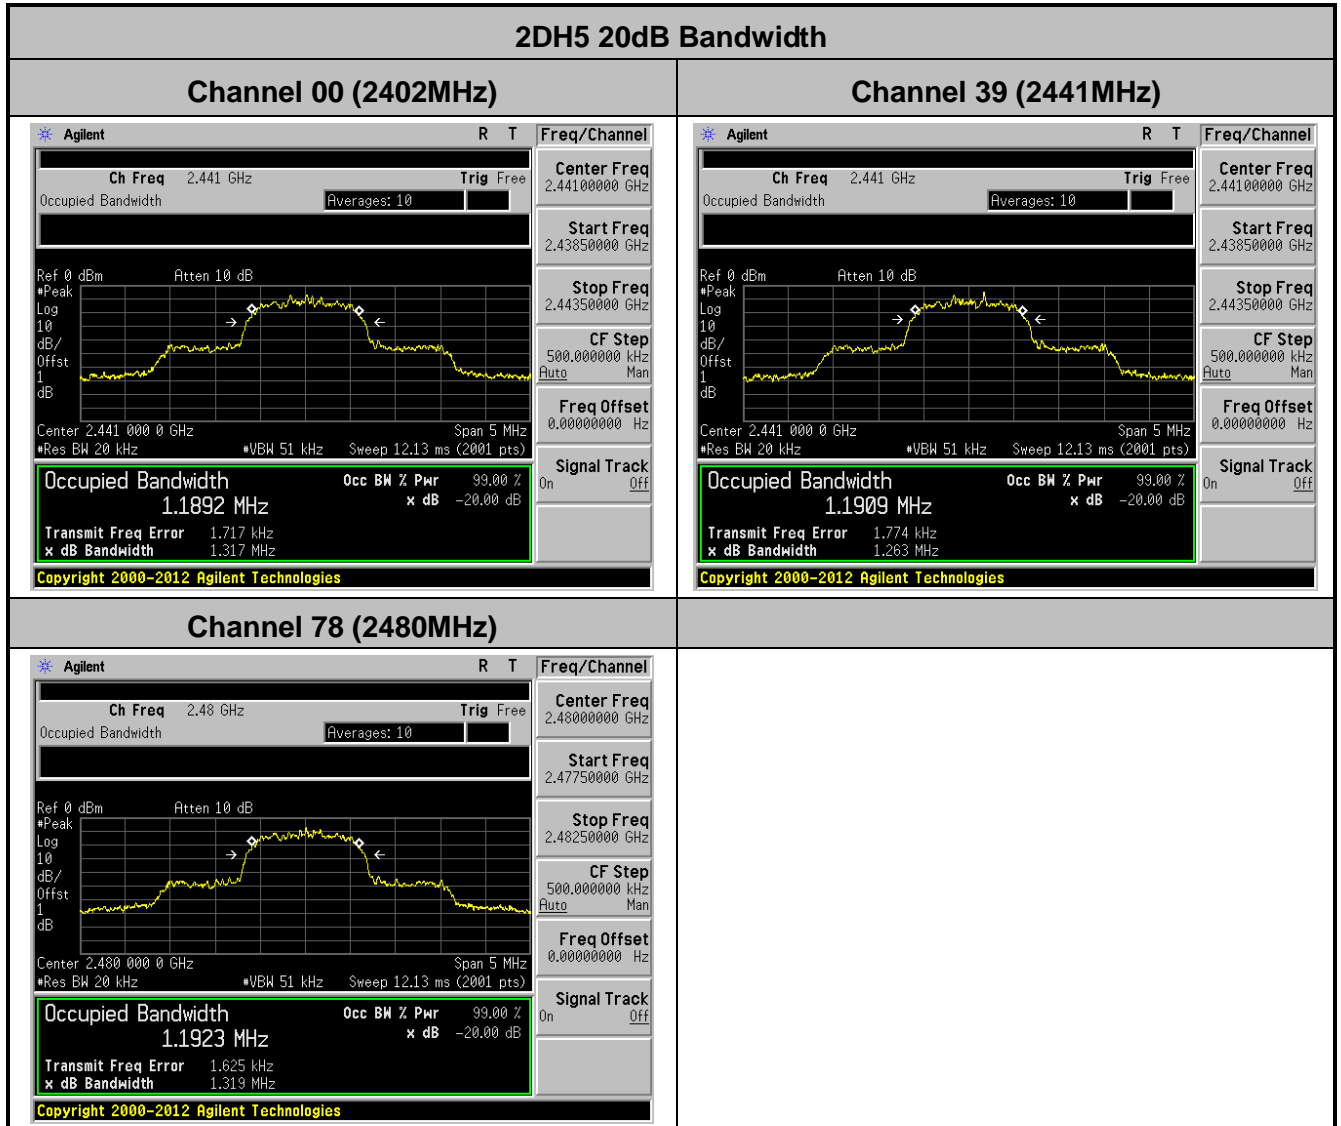 2DH5 20dB Bandwidth
Channel 00 (2402MHz)
Channel 39 (2441MHz)
Agilent
R T
Freq/Channel
Ch Freq 2.441 GHz
Trig Free
Occupied Bandwidth
Averages: 10
Center Freq
2.44100000 GHz
Start Freq
2.43850000 GHz
Stop Freq
2.44350000 GHz
CF Step
500.000000 kHz
Auto Man
Freq Offset
0.00000000 Hz
Signal Track
On Off
Ref 0 dBm
Atten 10 dB
#Peak
Log
10
dB/
Offst
1
dB
Center 2.441 000 0 GHz
Span 5 MHz
#Res BW 20 kHz
#VBW 51 kHz
Sweep 12.13 ms (2001 pts)
Occupied Bandwidth
1.1892 MHz
Occ BW % Pwr 99.00 %
x dB -20.00 dB
Transmit Freq Error 1.717 kHz
x dB Bandwidth 1.317 MHz
Copyright 2000-2012 Agilent Technologies
Agilent
R T
Freq/Channel
Ch Freq 2.441 GHz
Trig Free
Occupied Bandwidth
Averages: 10
Center Freq
2.44100000 GHz
Start Freq
2.43850000 GHz
Stop Freq
2.44350000 GHz
CF Step
500.000000 kHz
Auto Man
Freq Offset
0.00000000 Hz
Signal Track
On Off
Ref 0 dBm
Atten 10 dB
#Peak
Log
10
dB/
Offst
1
dB
Center 2.441 000 0 GHz
Span 5 MHz
#Res BW 20 kHz
#VBW 51 kHz
Sweep 12.13 ms (2001 pts)
Occupied Bandwidth
1.1909 MHz
Occ BW % Pwr 99.00 %
x dB -20.00 dB
Transmit Freq Error 1.774 kHz
x dB Bandwidth 1.263 MHz
Copyright 2000-2012 Agilent Technologies
Channel 78 (2480MHz)
Agilent
R T
Freq/Channel
Ch Freq 2.48 GHz
Trig Free
Occupied Bandwidth
Averages: 10
Center Freq
2.48000000 GHz
Start Freq
2.47750000 GHz
Stop Freq
2.48250000 GHz
CF Step
500.000000 kHz
Auto Man
Freq Offset
0.00000000 Hz
Signal Track
On Off
Ref 0 dBm
Atten 10 dB
#Peak
Log
10
dB/
Offst
1
dB
Center 2.480 000 0 GHz
Span 5 MHz
#Res BW 20 kHz
#VBW 51 kHz
Sweep 12.13 ms (2001 pts)
Occupied Bandwidth
1.1923 MHz
Occ BW % Pwr 99.00 %
x dB -20.00 dB
Transmit Freq Error 1.625 kHz
x dB Bandwidth 1.319 MHz
Copyright 2000-2012 Agilent Technologies